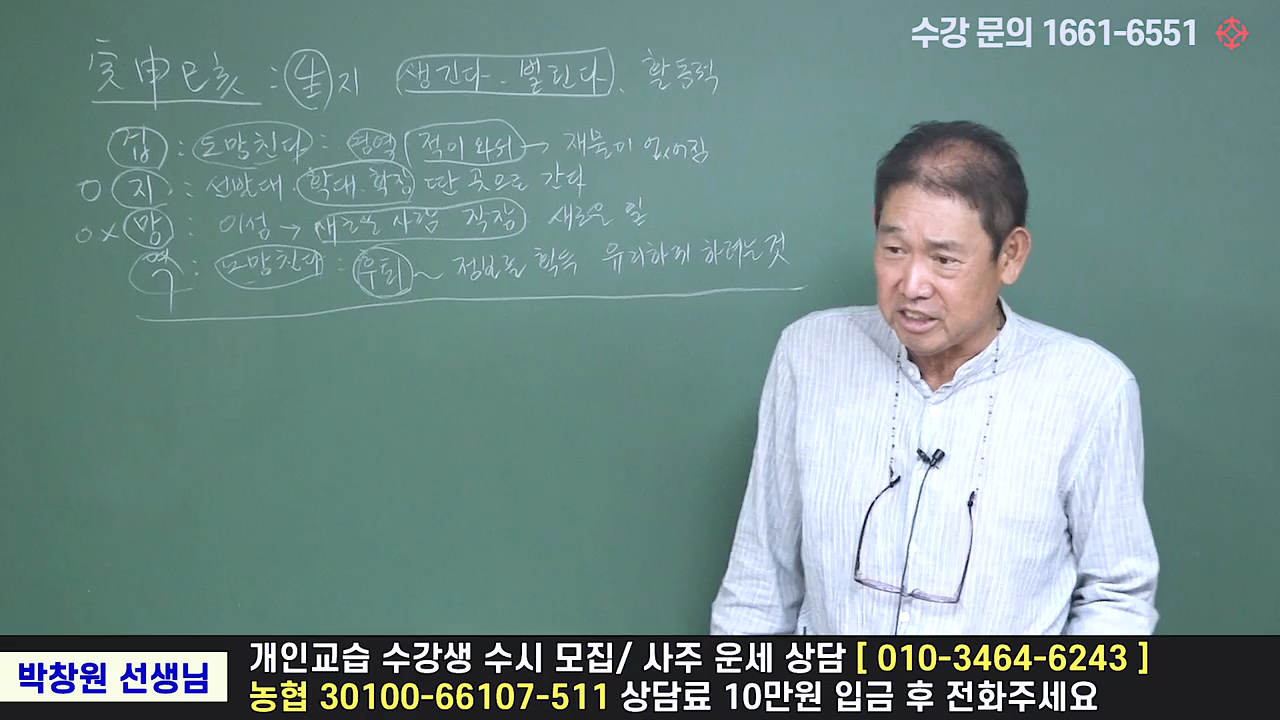 수강 문의 1661-6551
寅申巳亥 : 生지 생긴다. 벌린다. 활동적
겁 : 도망친다 : 적이 와서 → 재물이 없어짐
O 지 : 선반대. 확대. 확장 딴 곳으로 간다
O X 망 : 이성 → 새로운 사람 직장 새로운 일
역 : 도망친다 : 후퇴 ~ 정보를 획득 유리하게 하려는 것
박창원 선생님
개인교습 수강생 수시 모집/ 사주 운세 상담 [ 010-3464-6243 ]
농협 30100-66107-511 상담료 10만원 입금 후 전화주세요